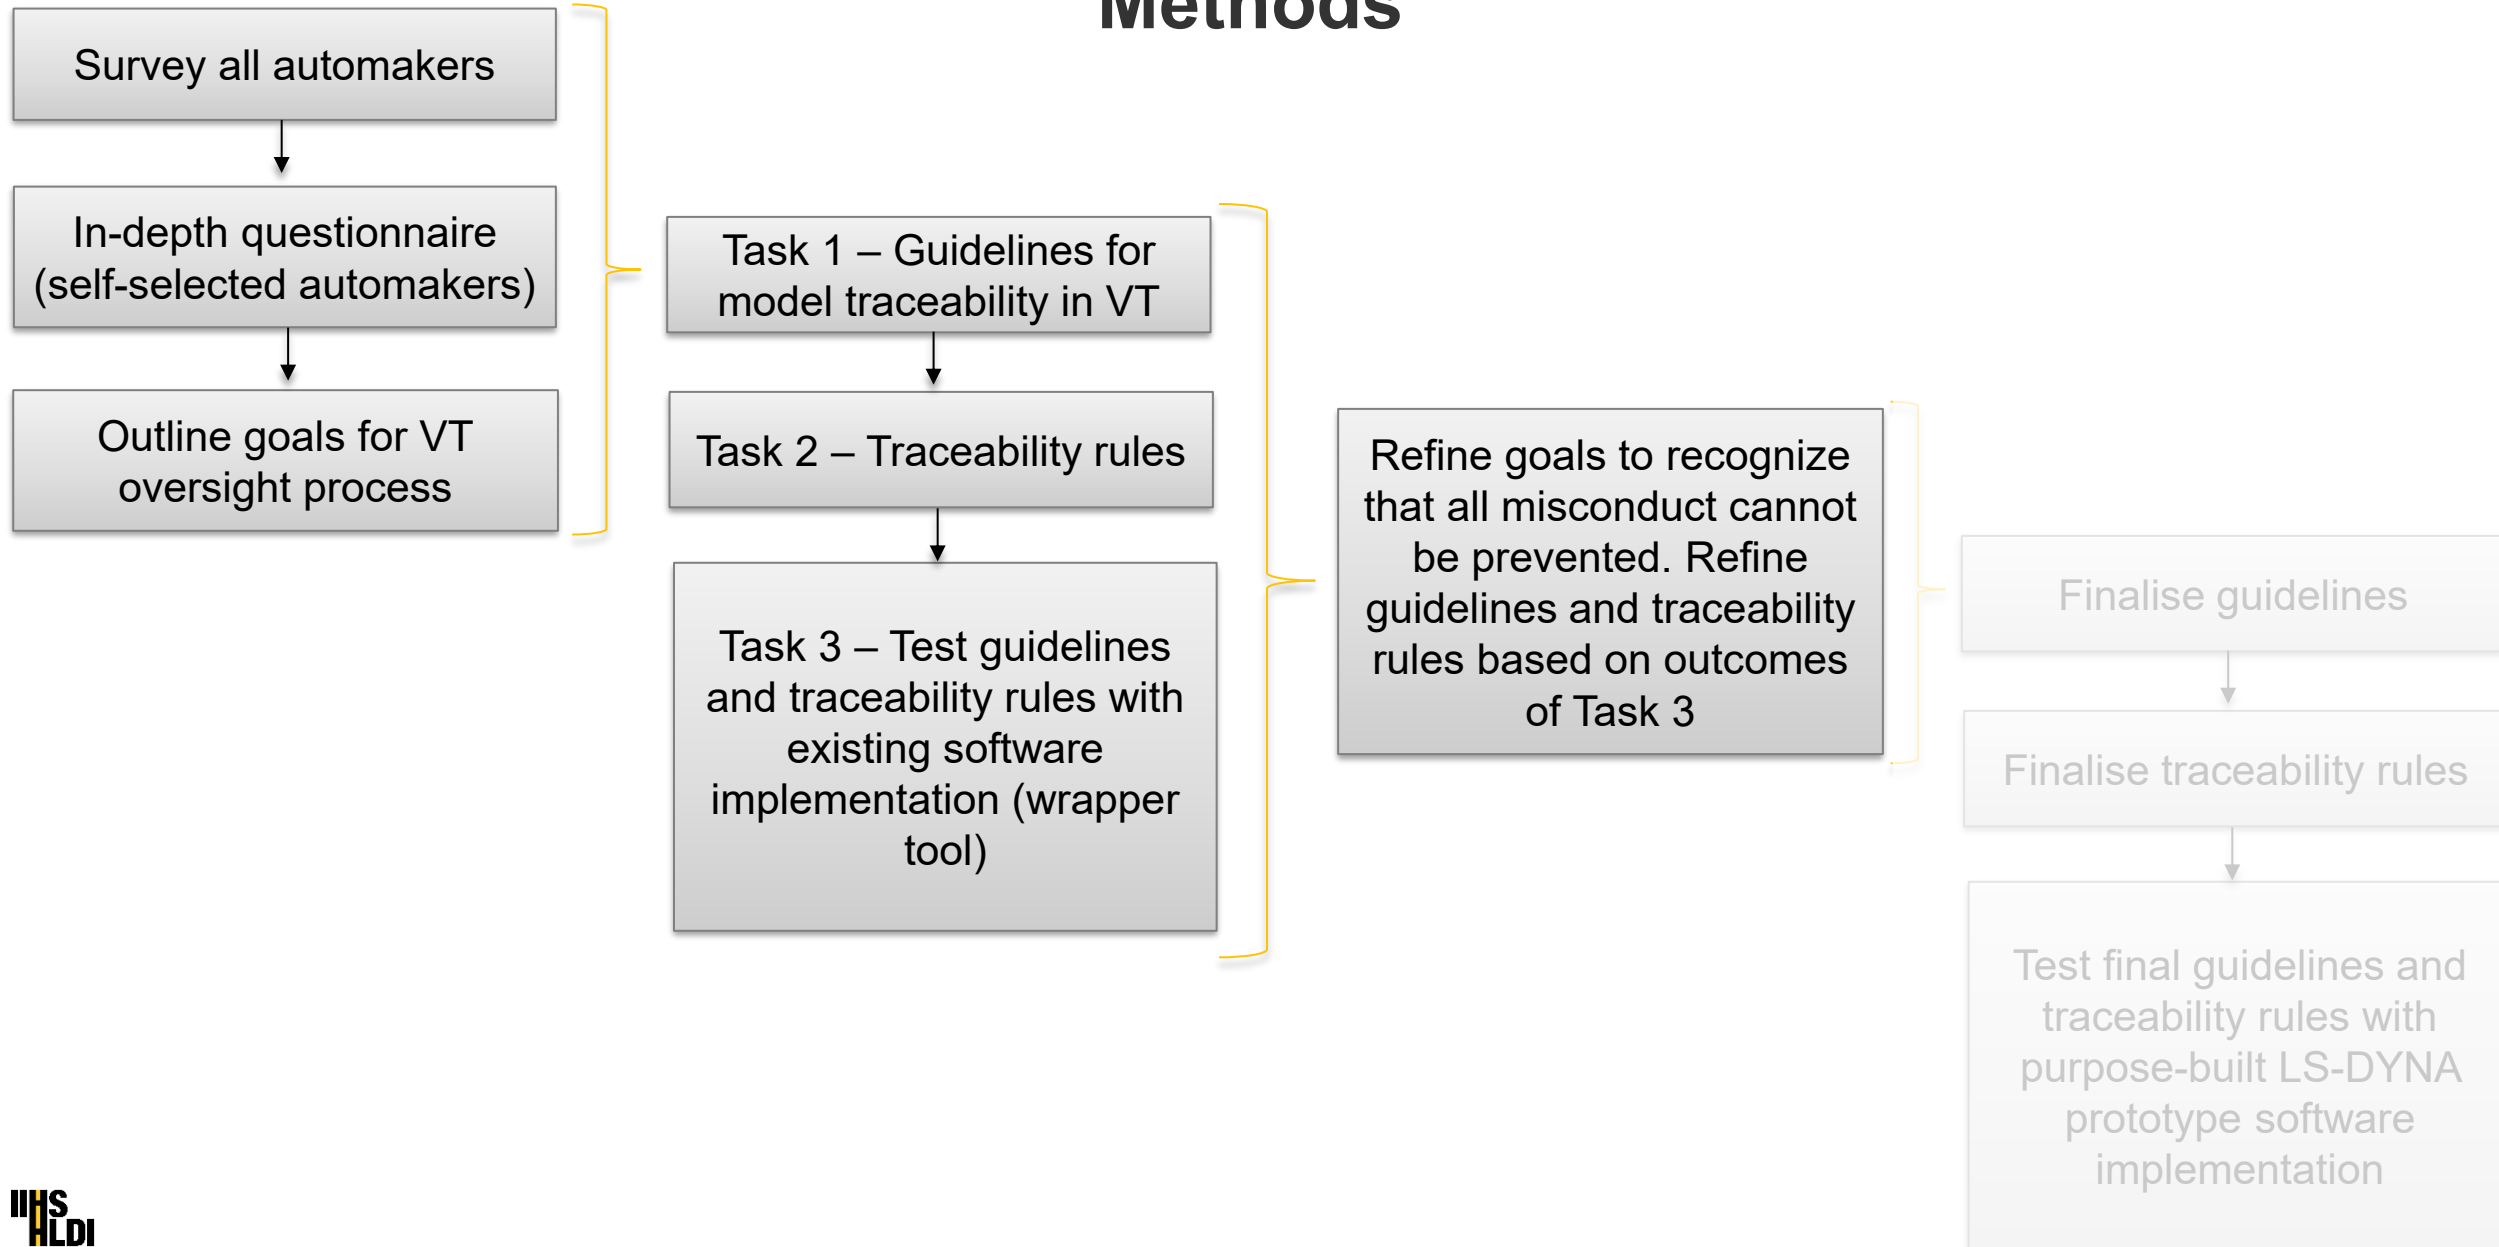 Methods
Survey all automakers
In-depth questionnaire
(self-selected automakers)
Outline goals for VT
oversight process
Task 1 – Guidelines for
model traceability in VT
Task 2 – Traceability rules
Task 3 – Test guidelines
and traceability rules with
existing software
implementation (wrapper
tool)
Refine goals to recognize
that all misconduct cannot
be prevented. Refine
guidelines and traceability
rules based on outcomes
of Task 3
Finalise guidelines
Finalise traceability rules
Test final guidelines and
traceability rules with
purpose-built LS-DYNA
prototype software
implementation
IIHS
HLDI